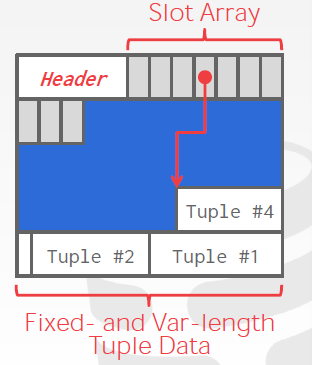 Slot Array
Header
Tuple #4
Tuple #2
Tuple #1
Fixed- and Var-length
Tuple Data